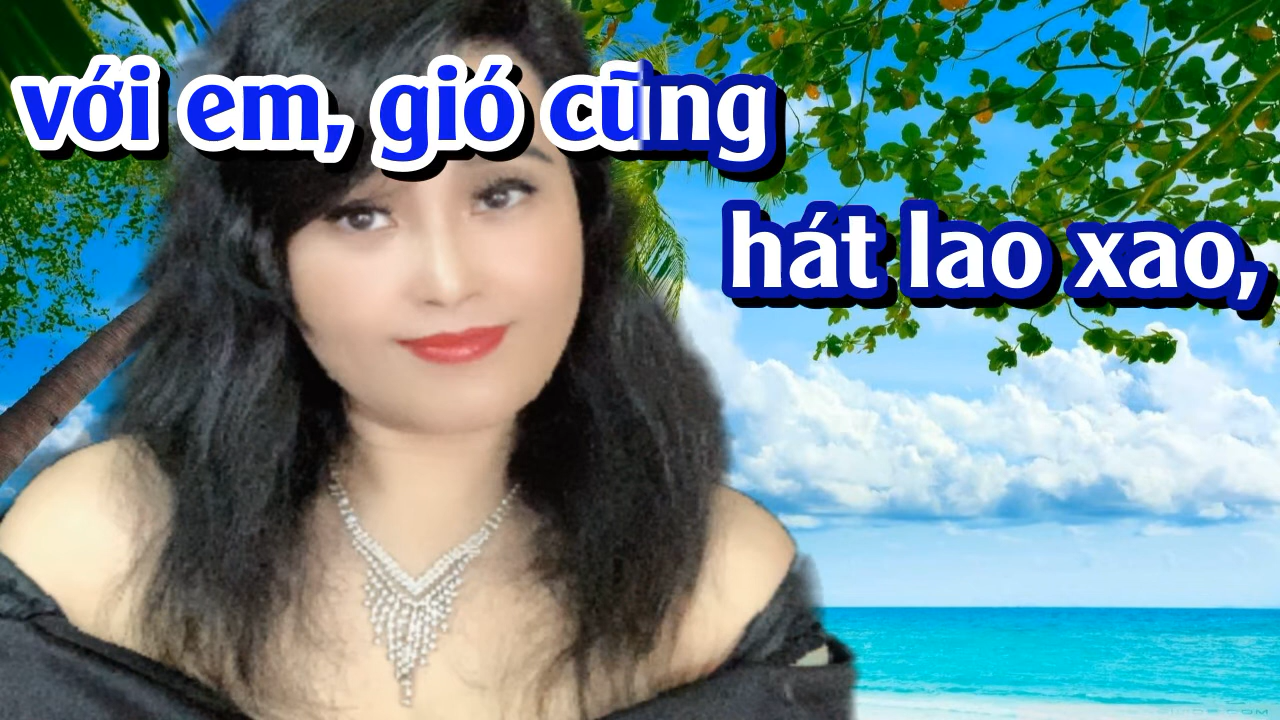 với em, gió cũng
hát lao xao,